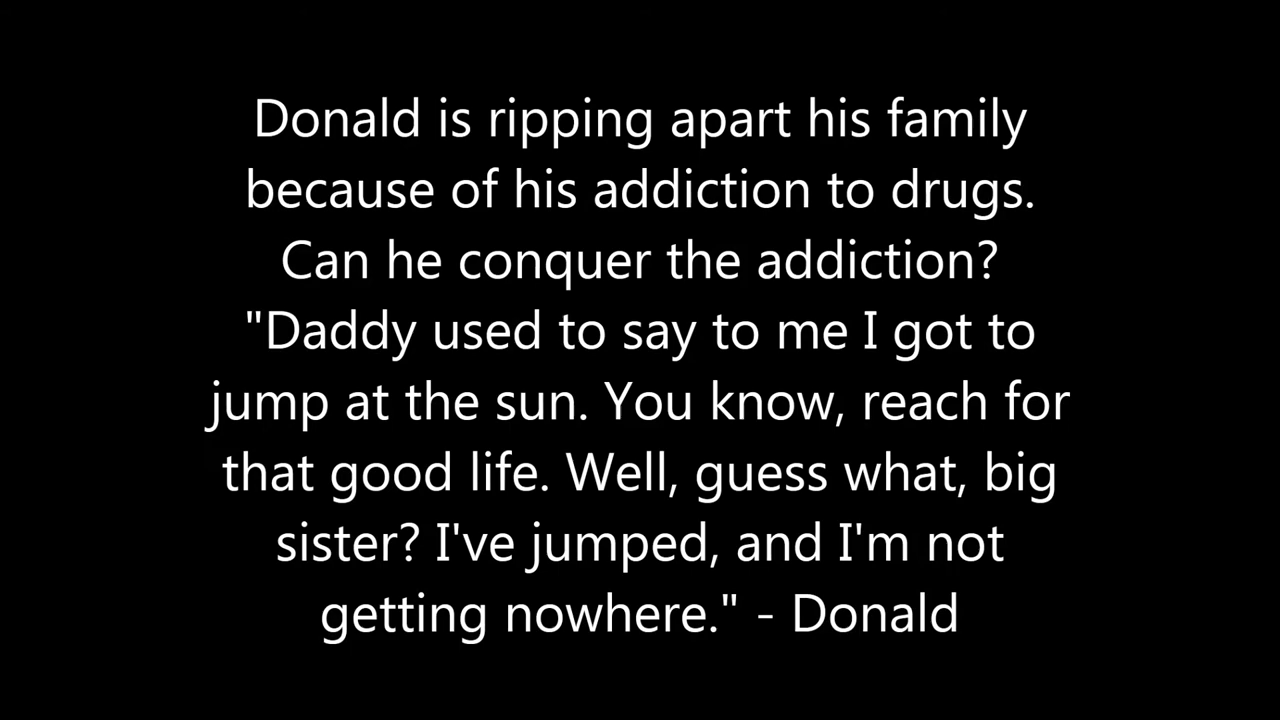 Donald is ripping apart his family
because of his addiction to drugs.
Can he conquer the addiction?
"Daddy used to say to me I got to
jump at the sun. You know, reach for
that good life. Well, guess what, big
sister? I've jumped, and I'm not
getting nowhere." - Donald